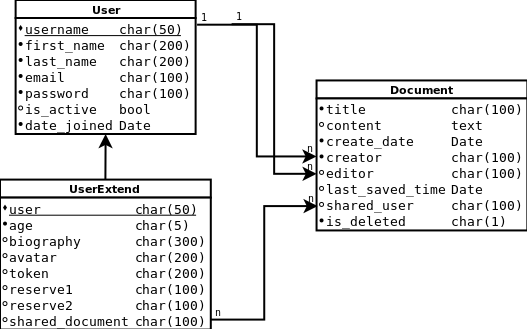 User
username char(50)
first_name char(200)
last_name char(200)
email char(100)
password char(100)
is_active bool
date_joined Date
1
1
Document
title char(100)
content text
create_date Date
creator char(100)
editor char(100)
last_saved_time Date
shared_user char(100)
is_deleted char(1)
n
n
n
UserExtend
user char(50)
age char(5)
biography char(300)
avatar char(200)
token char(200)
reserve1 char(100)
reserve2 char(100)
shared_document char(100)
n